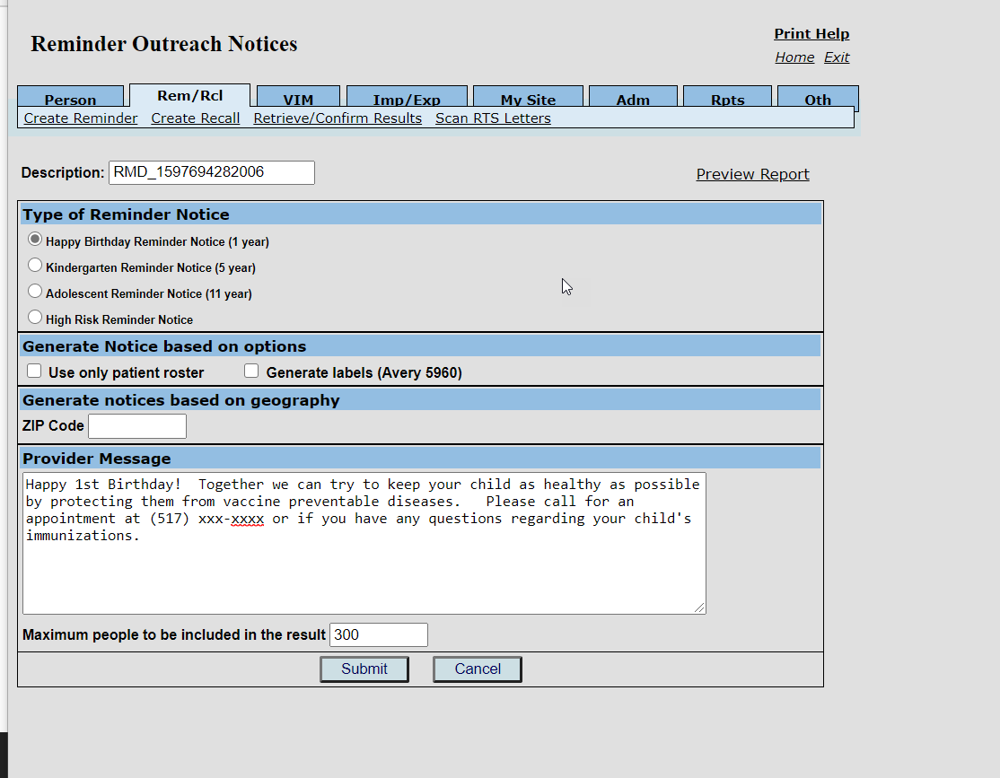 Reminder Outreach Notices
Print Help
Home Exit
Person Rem/Rcl VIM Imp/Exp My Site Adm Rpts Oth
Create Reminder Create Recall Retrieve/Confirm Results Scan RTS Letters
Description: RMD_1597694282006
Preview Report
Type of Reminder Notice
Happy Birthday Reminder Notice (1 year)
Kindergarten Reminder Notice (5 year)
Adolescent Reminder Notice (11 year)
High Risk Reminder Notice
Generate Notice based on options
Use only patient roster Generate labels (Avery 5960)
Generate notices based on geography
ZIP Code
Provider Message
Happy 1st Birthday!  Together we can try to keep your child as healthy as possible
by protecting them from vaccine preventable diseases.   Please call for an
appointment at (517) xxx-xxxx or if you have any questions regarding your child's
immunizations.
Maximum people to be included in the result 300
Submit Cancel